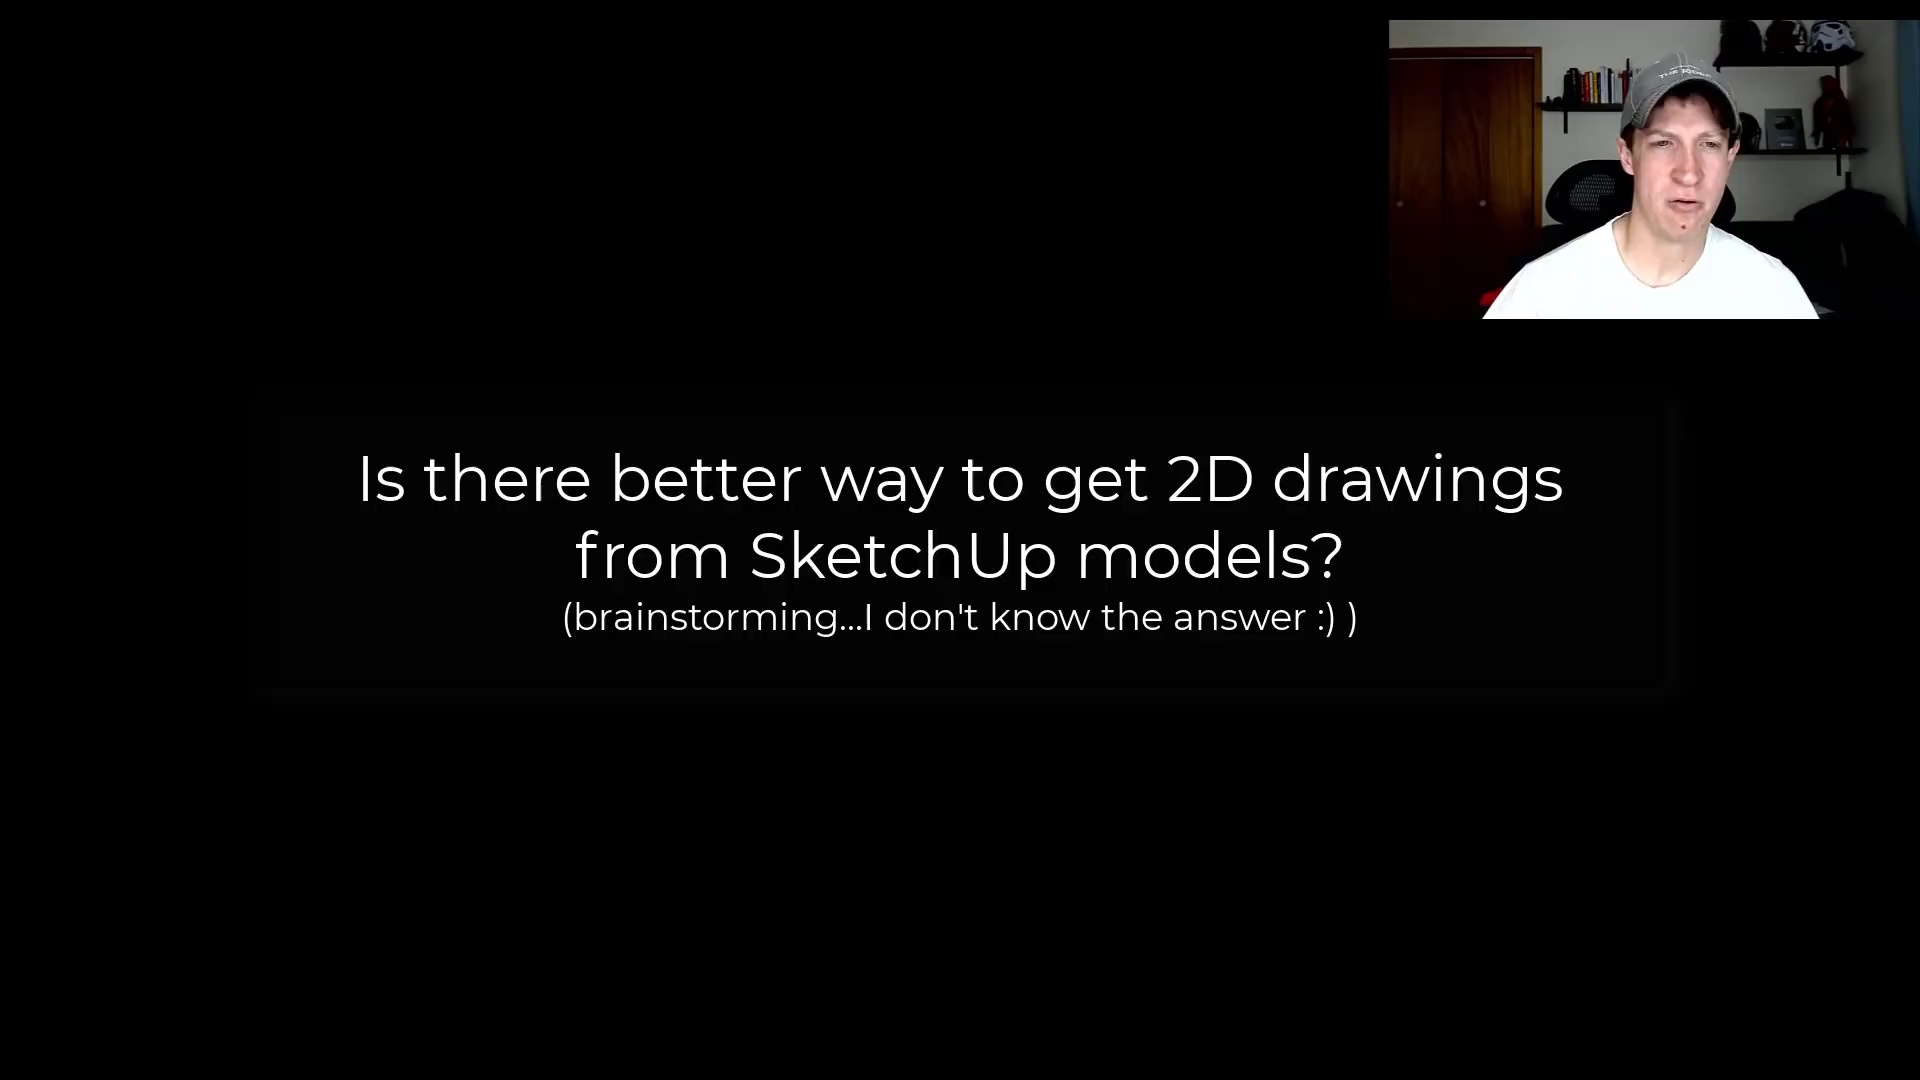 Is there better way to get 2D drawings
from SketchUp models?
(brainstorming...I don't know the answer :) )